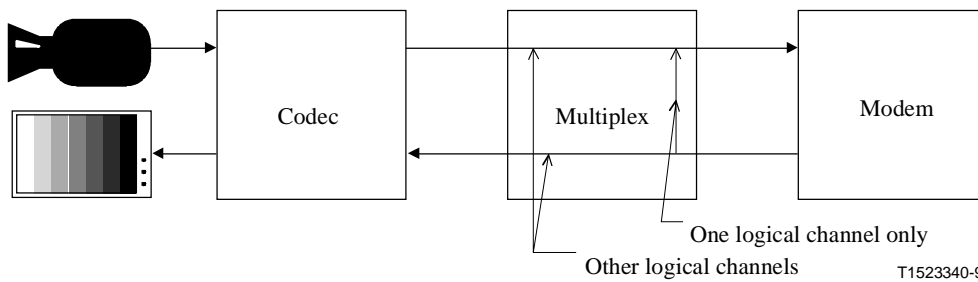 Codec
Multiplex
Modem
One logical channel only
Other logical channels
T1523340-9